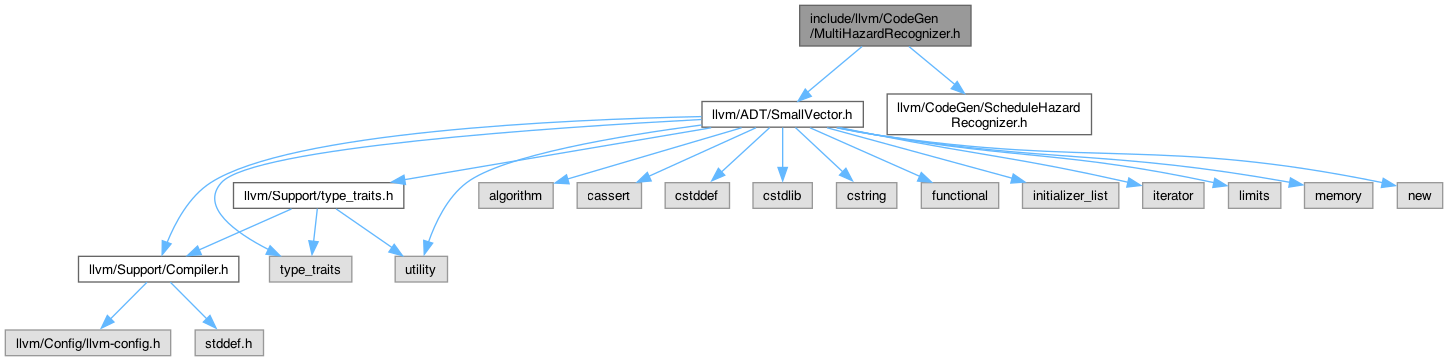 include/llvm/CodeGen
/MultiHazardRecognizer.h
llvm/ADT/SmallVector.h
llvm/CodeGen/ScheduleHazard
Recognizer.h
llvm/Support/type_traits.h
algorithm
cassert
cstddef
cstdlib
cstring
functional
initializer_list
iterator
limits
memory
new
llvm/Support/Compiler.h
type_traits
utility
llvm/Config/llvm-config.h
stddef.h